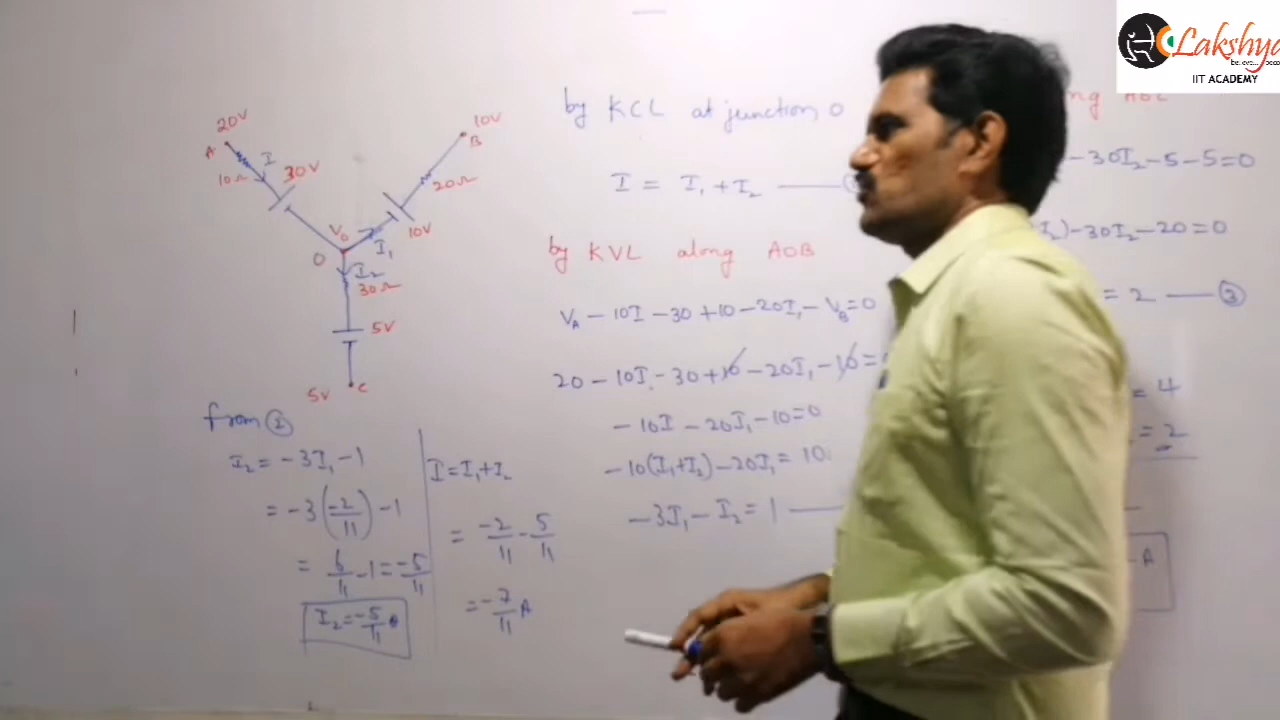 Lakshya
believe... beco
IIT ACADEMY
20V
A
I
10Ω
30V
10V
B
20Ω
10V
V₀
I₁
O
I₂
30Ω
5V
5V
C
by KCL at junction O
I = I₁ + I₂
by KVL along AOB
V_A - 10I - 30 + 10 - 20I₁ - V_B = 0
20 - 10I - 30 + 10 - 20I₁ - 10 =
- 10I - 20I₁ - 10 = 0
- 10(I₁+I₂) - 20I₁ = 10
- 3I₁ - I₂ = 1
- 30I₂ - 5 - 5 = 0
I₂) - 30I₂ - 20 = 0
= 2 ③
= 4
= 2
- A
from ②
I₂ = -3I₁ - 1
= -3(-2/11) - 1
= 6/11 - 1 = -5/11
I₂ = -5/11
I = I₁ + I₂
= -2/11 - 5/11
= -7/11 A